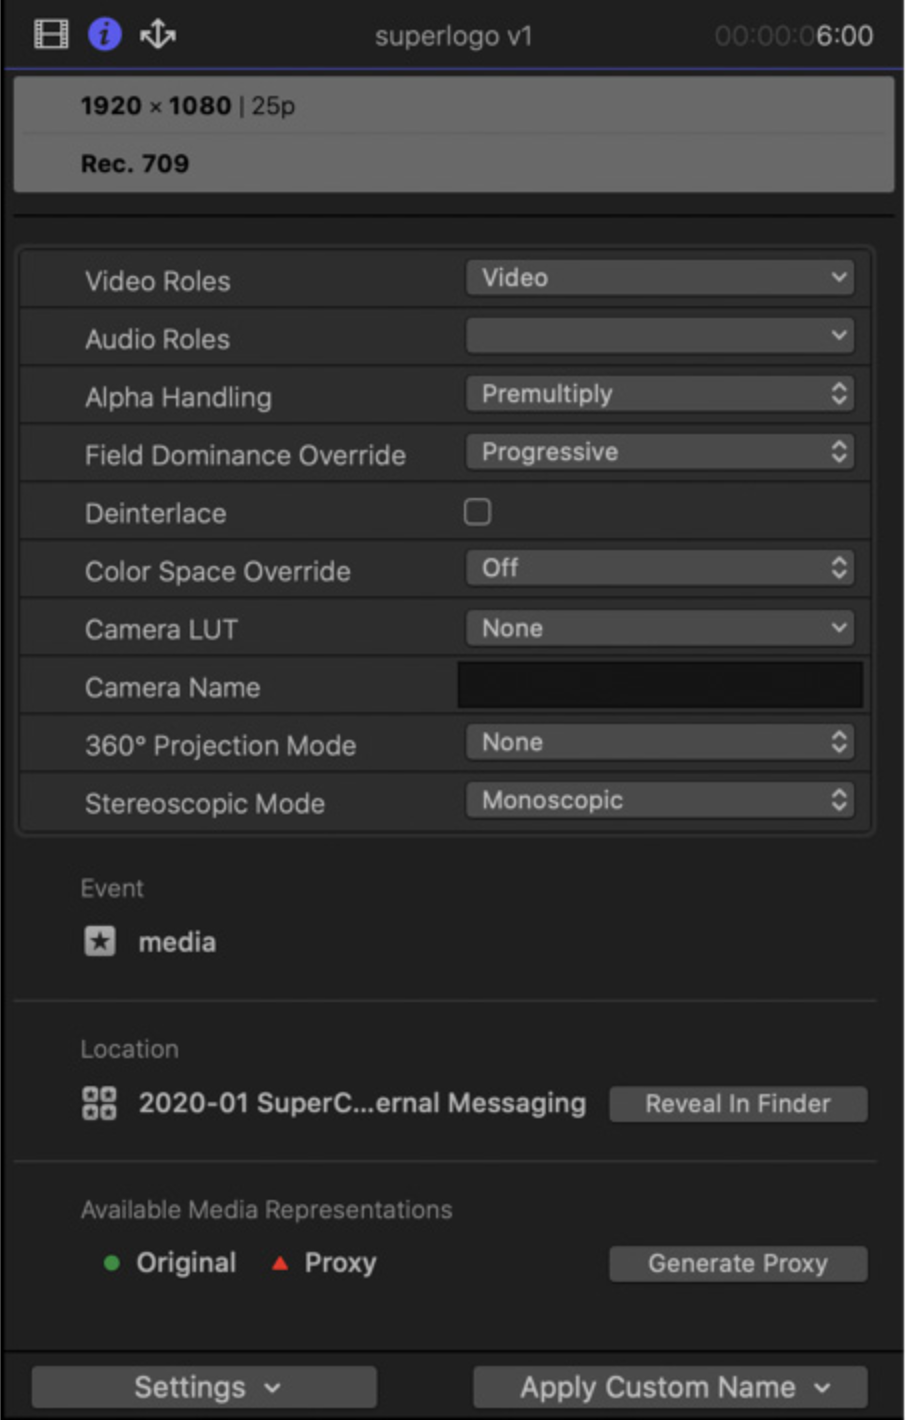 superlogo v1 00:00:06:00
1920 × 1080 | 25p
Rec. 709
Video Roles Video
Audio Roles
Alpha Handling Premultiply
Field Dominance Override Progressive
Deinterlace
Color Space Override Off
Camera LUT None
Camera Name
360° Projection Mode None
Stereoscopic Mode Monoscopic
Event
media
Location
2020-01 SuperC...ernal Messaging Reveal In Finder
Available Media Representations
Original Proxy Generate Proxy
Settings Apply Custom Name